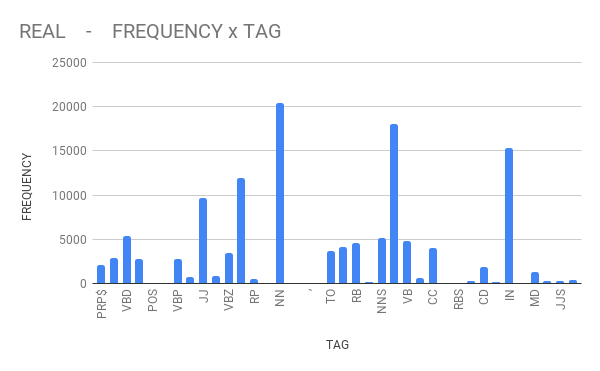 REAL - FREQUENCY x TAG
25000
20000
15000
10000
5000
0
FREQUENCY
PRP$ VBD POS VBP JJ VBZ RP NN , TO RB NNS VB CC RBS CD IN MD JJS
TAG